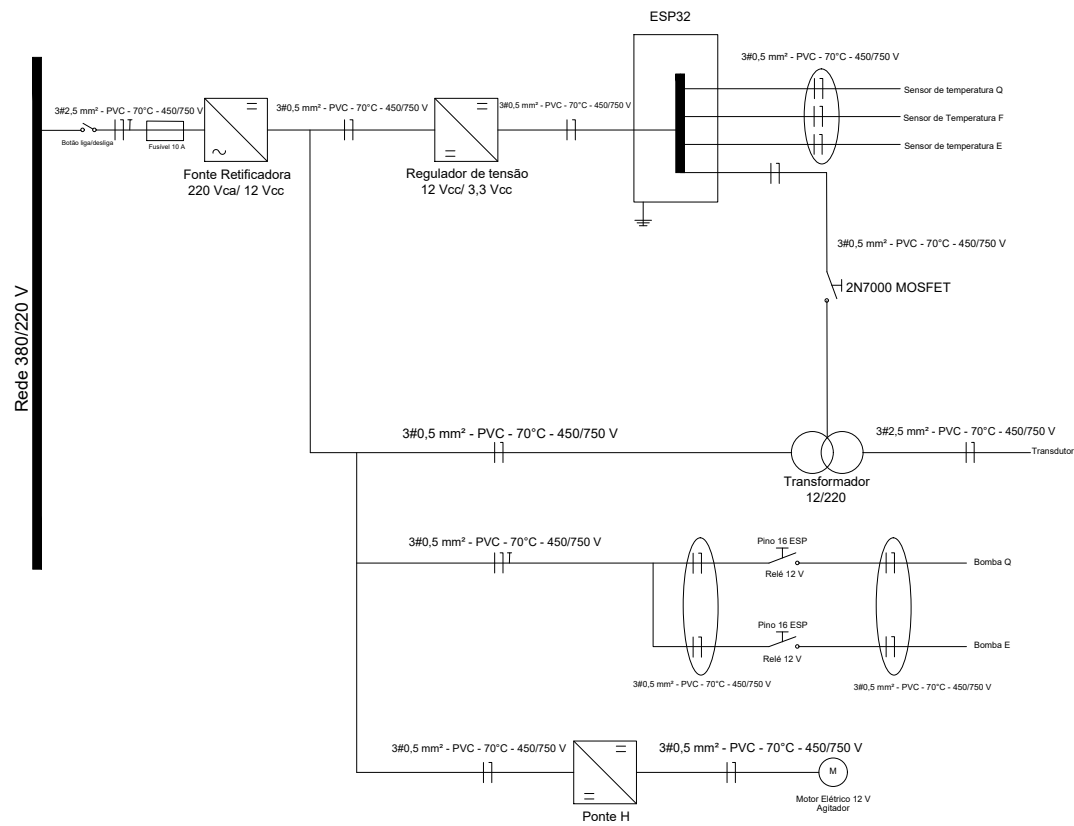 ESP32
3#0,5 mm² - PVC - 70°C - 450/750 V
3#2,5 mm² - PVC - 70°C - 450/750 V
3#0,5 mm² - PVC - 70°C - 450/750 V
3#0,5 mm² - PVC - 70°C - 450/750 V
Sensor de temperatura Q
Sensor de Temperatura F
Sensor de temperatura E
Botão liga/desliga
Fusível 10 A
Fonte Retificadora
220 Vca/ 12 Vcc
Regulador de tensão
12 Vcc/ 3,3 Vcc
3#0,5 mm² - PVC - 70°C - 450/750 V
2N7000 MOSFET
Rede 380/220 V
3#0,5 mm² - PVC - 70°C - 450/750 V
3#2,5 mm² - PVC - 70°C - 450/750 V
Transdutor
Transformador
12/220
3#0,5 mm² - PVC - 70°C - 450/750 V
Pino 16 ESP
Relé 12 V
Bomba Q
Pino 16 ESP
Relé 12 V
Bomba E
3#0,5 mm² - PVC - 70°C - 450/750 V
3#0,5 mm² - PVC - 70°C - 450/750 V
3#0,5 mm² - PVC - 70°C - 450/750 V
3#0,5 mm² - PVC - 70°C - 450/750 V
M
Motor Elétrico 12 V
Agitador
Ponte H